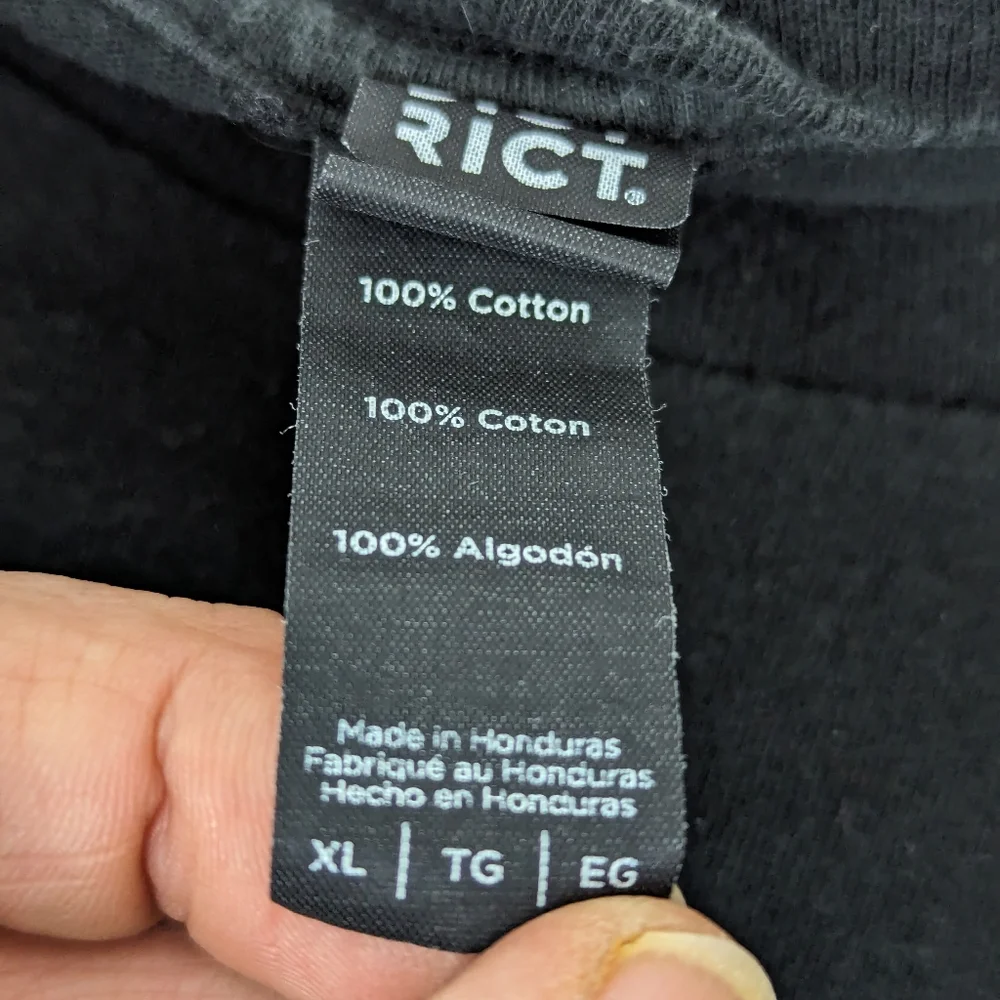 RICT.
100% Cotton
100% Coton
100% Algodón
Made in Honduras
Fabriqué au Honduras
Hecho en Honduras
XL | TG | EG